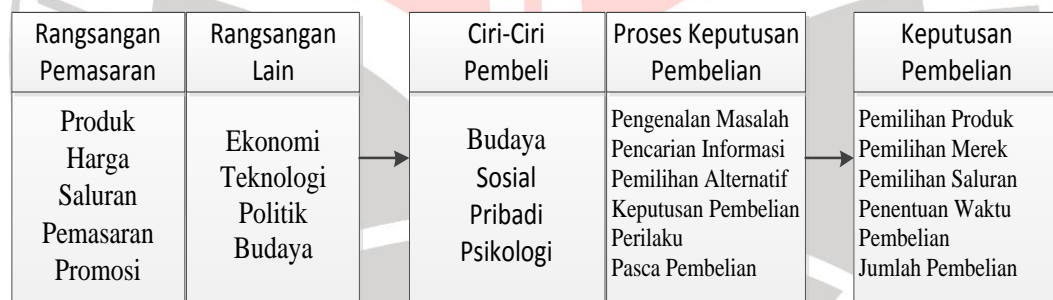 Rangsangan
Pemasaran
Produk
Harga
Saluran
Pemasaran
Promosi
Rangsangan
Lain
Ekonomi
Teknologi
Politik
Budaya
Ciri-Ciri
Pembeli
Budaya
Sosial
Pribadi
Psikologi
Proses Keputusan
Pembelian
Pengenalan Masalah
Pencarian Informasi
Pemilihan Alternatif
Keputusan Pembelian
Perilaku
Pasca Pembelian
Keputusan
Pembelian
Pemilihan Produk
Pemilihan Merek
Pemilihan Saluran
Penentuan Waktu
Pembelian
Jumlah Pembelian